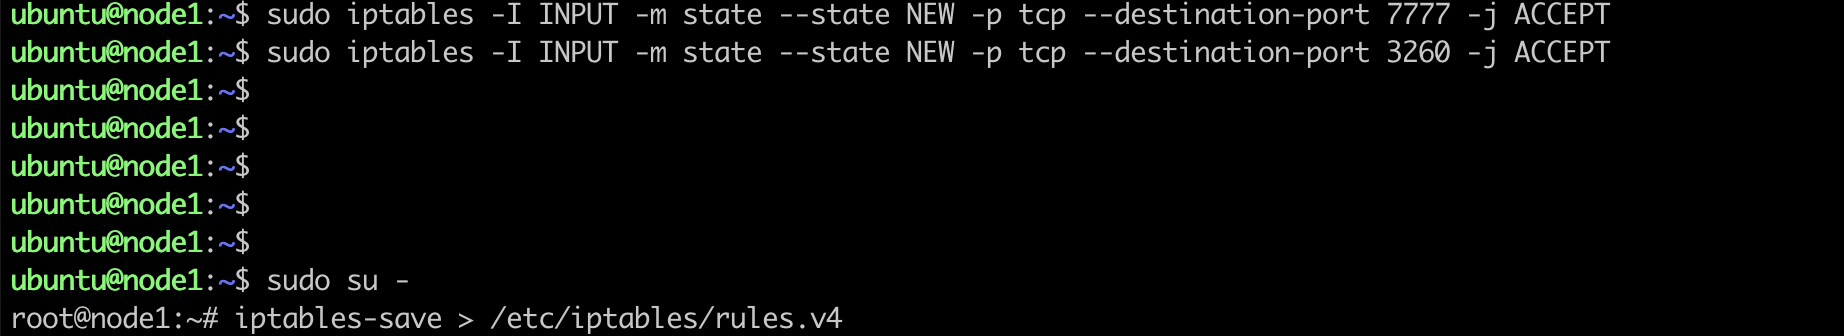 ubuntu@node1:~$ sudo iptables -I INPUT -m state --state NEW -p tcp --destination-port 7777 -j ACCEPT
ubuntu@node1:~$ sudo iptables -I INPUT -m state --state NEW -p tcp --destination-port 3260 -j ACCEPT
ubuntu@node1:~$
ubuntu@node1:~$
ubuntu@node1:~$
ubuntu@node1:~$
ubuntu@node1:~$
ubuntu@node1:~$ sudo su -
root@node1:~# iptables-save > /etc/iptables/rules.v4